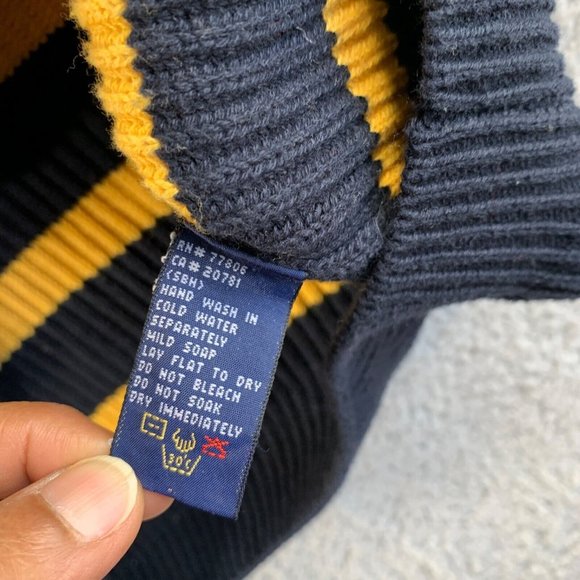 RN# 77806
CA# 20781
(SBH)
HAND WASH IN
COLD WATER
SEPARATELY
MILD SOAP
LAY FLAT TO DRY
DO NOT BLEACH
DO NOT SOAK
DRY IMMEDIATELY
30°C